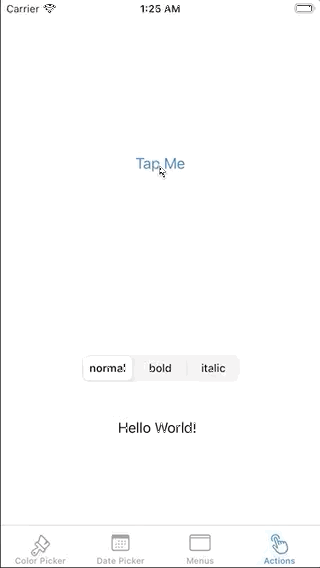 Carrier 1:25 AM
Tap Me
normal bold italic
Hello World!
Color Picker Date Picker Menus Actions